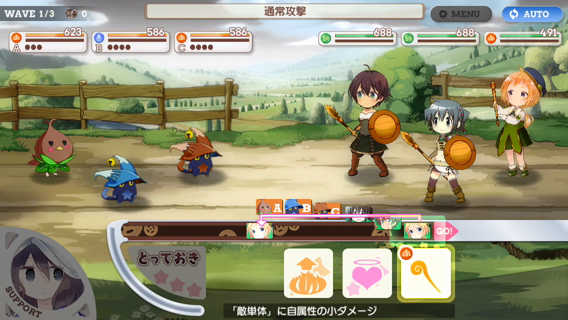 WAVE 1/3
0
通常攻撃
MENU
AUTO
623
586
586
688
688
491
A
B
C
A
B
C
GO!
とっておき
SUPPORT
「敵単体」に自属性の小ダメージ